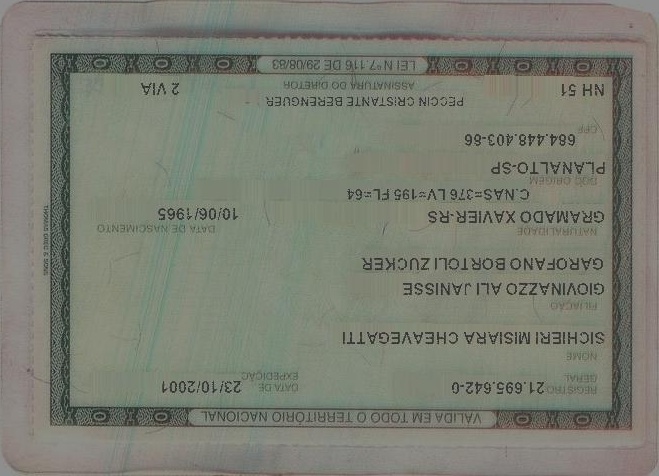 VÁLIDA EM TODO O TERRITÓRIO NACIONAL
REGISTRO GERAL 21.695.642-0 DATA DE EXPEDIÇÃO 23/10/2001
NOME
SICHIERI MISIARA CHEAVEGATTI
FILIAÇÃO
GIOVINAZZO ALI JANISSE
GAROFANO BORTOLI ZUCKER
NATURALIDADE DATA DE NASCIMENTO
GRAMADO XAVIER-RS 10/06/1965
C.NAS=376 LV=195 FL=64
DOC ORIGEM
PLANALTO-SP
CPF
684.448.403-86
PECCIN CRISTANTE BERENGUER
NH 51 ASSINATURA DO DIRETOR 2 VIA
LEI Nº 7.116 DE 29/08/83